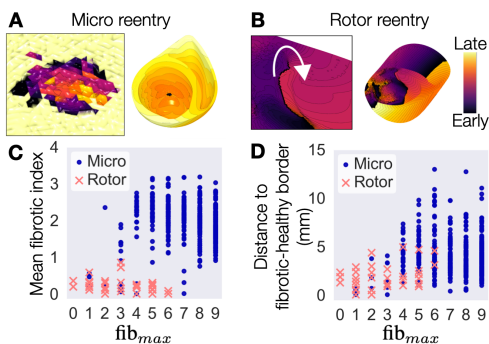 A Micro reentry
B Rotor reentry
Late
Early
C
Mean fibrotic index
4
3
2
1
0
Micro
Rotor
0 1 2 3 4 5 6 7 8 9
fib_max
D
Distance to
fibrotic-healthy border
(mm)
15
10
5
0
Micro
Rotor
0 1 2 3 4 5 6 7 8 9
fib_max